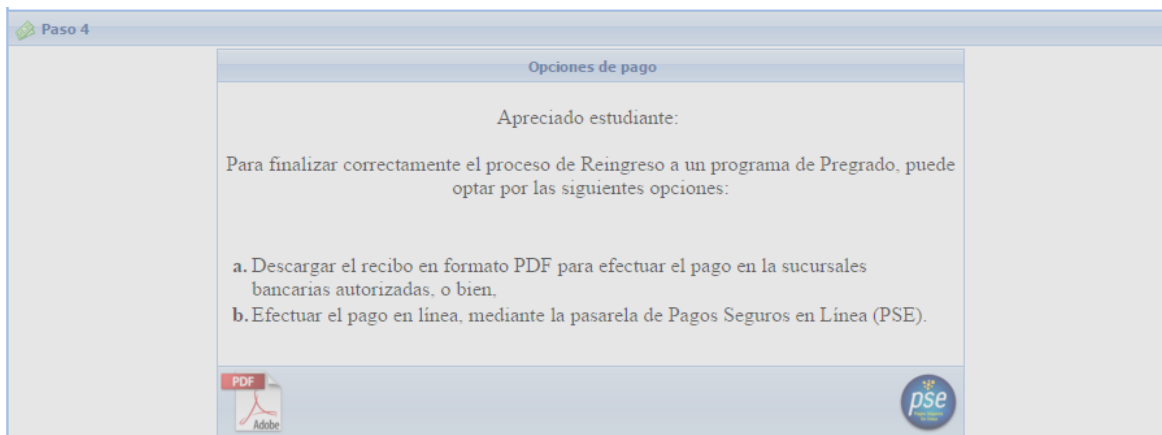 Paso 4
Opciones de pago
Apreciado estudiante:
Para finalizar correctamente el proceso de Reingreso a un programa de Pregrado, puede
optar por las siguientes opciones:
a. Descargar el recibo en formato PDF para efectuar el pago en la sucursales
bancarias autorizadas, o bien,
b. Efectuar el pago en línea, mediante la pasarela de Pagos Seguros en Línea (PSE).
PDF
Adobe
pse